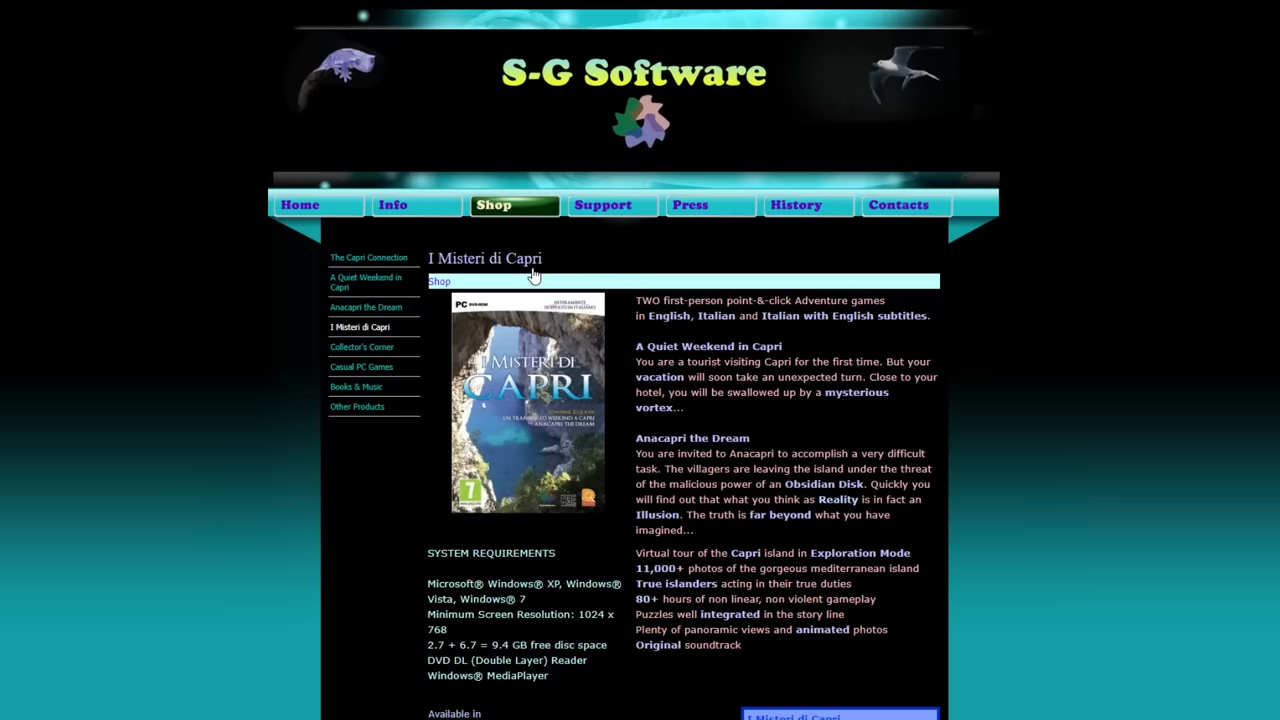 S-G Software
Home Info Shop Support Press History Contacts
The Capri Connection
A Quiet Weekend in
Capri
Anacapri the Dream
I Misteri di Capri
Collector's Corner
Casual PC Games
Books & Music
Other Products
I Misteri di Capri
Shop
PC DVD-ROM
INTERAMENTE
DOPPIATO IN ITALIANO
I MISTERI DI
CAPRI
UN TRANQUILLO WEEKEND A CAPRI
ANACAPRI THE DREAM
7
TWO first-person point-&-click Adventure games
in English, Italian and Italian with English subtitles.
A Quiet Weekend in Capri
You are a tourist visiting Capri for the first time. But your
vacation will soon take an unexpected turn. Close to your
hotel, you will be swallowed up by a mysterious
vortex...
Anacapri the Dream
You are invited to Anacapri to accomplish a very difficult
task. The villagers are leaving the island under the threat
of the malicious power of an Obsidian Disk. Quickly you
will find out that what you think as Reality is in fact an
Illusion. The truth is far beyond what you have
imagined...
SYSTEM REQUIREMENTS
Microsoft® Windows® XP, Windows®
Vista, Windows® 7
Minimum Screen Resolution: 1024 x
768
2.7 + 6.7 = 9.4 GB free disc space
DVD DL (Double Layer) Reader
Windows® MediaPlayer
Virtual tour of the Capri island in Exploration Mode
11,000+ photos of the gorgeous mediterranean island
True islanders acting in their true duties
80+ hours of non linear, non violent gameplay
Puzzles well integrated in the story line
Plenty of panoramic views and animated photos
Original soundtrack
Available in
I Misteri di Capri